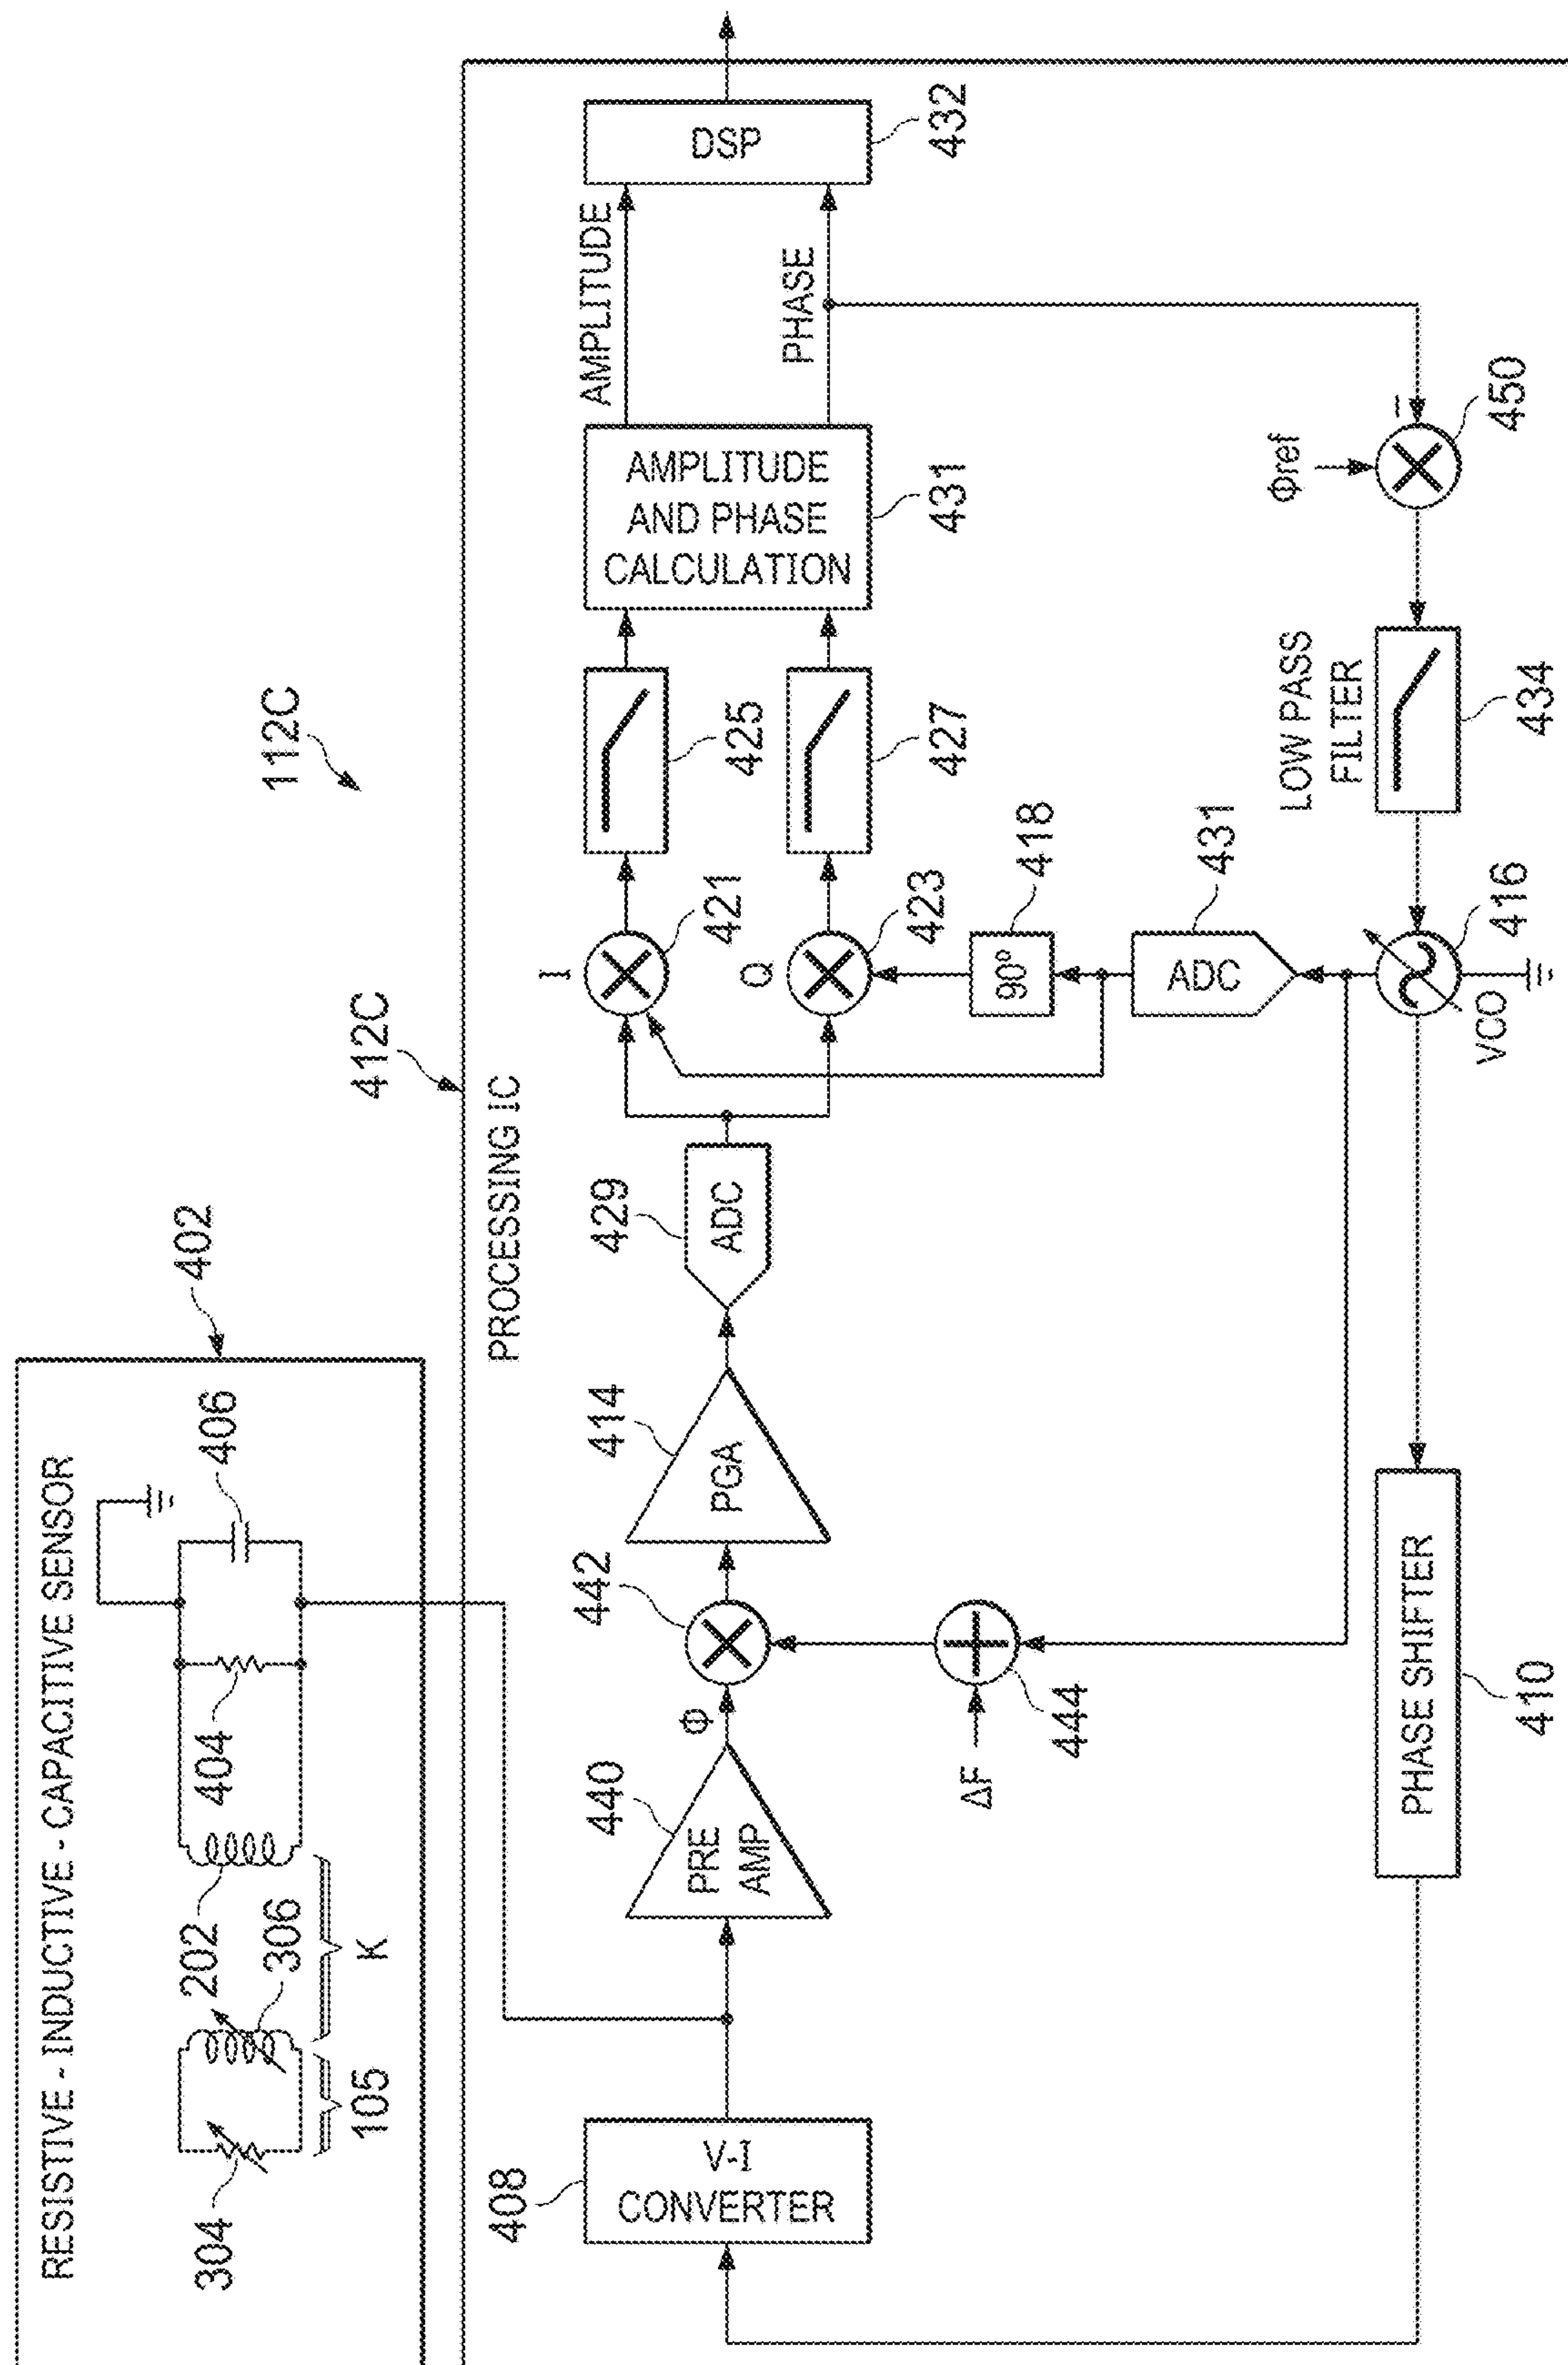 112C
RESISTIVE - INDUCTIVE - CAPACITIVE SENSOR
402
304
105
306
202
K
404
406
412C
PROCESSING IC
408
V-I
CONVERTER
440
PRE
AMP
Φ
442
414
PGA
429
ADC
ΔF
444
I
421
Q
423
425
427
90°
418
ADC
431
AMPLITUDE
AND PHASE
CALCULATION
431
AMPLITUDE
PHASE
DSP
432
PHASE SHIFTER
410
VCO
416
LOW PASS
FILTER
434
Φref
−
450